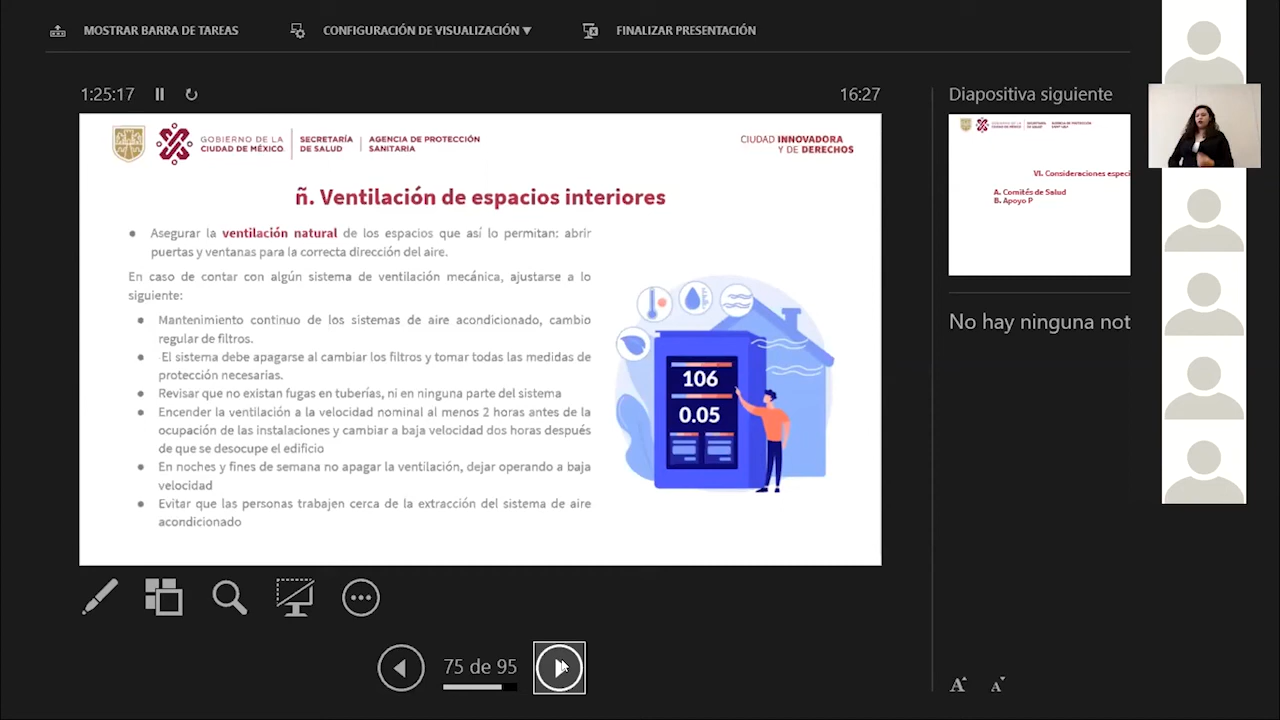 MOSTRAR BARRA DE TAREAS
CONFIGURACIÓN DE VISUALIZACIÓN ▼
FINALIZAR PRESENTACIÓN
1:25:17
16:27
Diapositiva siguiente
GOBIERNO DE LA
CIUDAD DE MÉXICO
SECRETARÍA
DE SALUD
AGENCIA DE PROTECCIÓN
SANITARIA
CIUDAD INNOVADORA
Y DE DERECHOS
ñ. Ventilación de espacios interiores
● Asegurar la ventilación natural de los espacios que así lo permitan: abrir
puertas y ventanas para la correcta dirección del aire.
En caso de contar con algún sistema de ventilación mecánica, ajustarse a lo
siguiente:
● Mantenimiento continuo de los sistemas de aire acondicionado, cambio
regular de filtros.
● El sistema debe apagarse al cambiar los filtros y tomar todas las medidas de
protección necesarias.
● Revisar que no existan fugas en tuberías, ni en ninguna parte del sistema
● Encender la ventilación a la velocidad nominal al menos 2 horas antes de la
ocupación de las instalaciones y cambiar a baja velocidad dos horas después
de que se desocupe el edificio
● En noches y fines de semana no apagar la ventilación, dejar operando a baja
velocidad
● Evitar que las personas trabajen cerca de la extracción del sistema de aire
acondicionado
106
0.05
VI. Consideraciones especi
A. Comités de Salud
B. Apoyo P
No hay ninguna not
75 de 95
A A